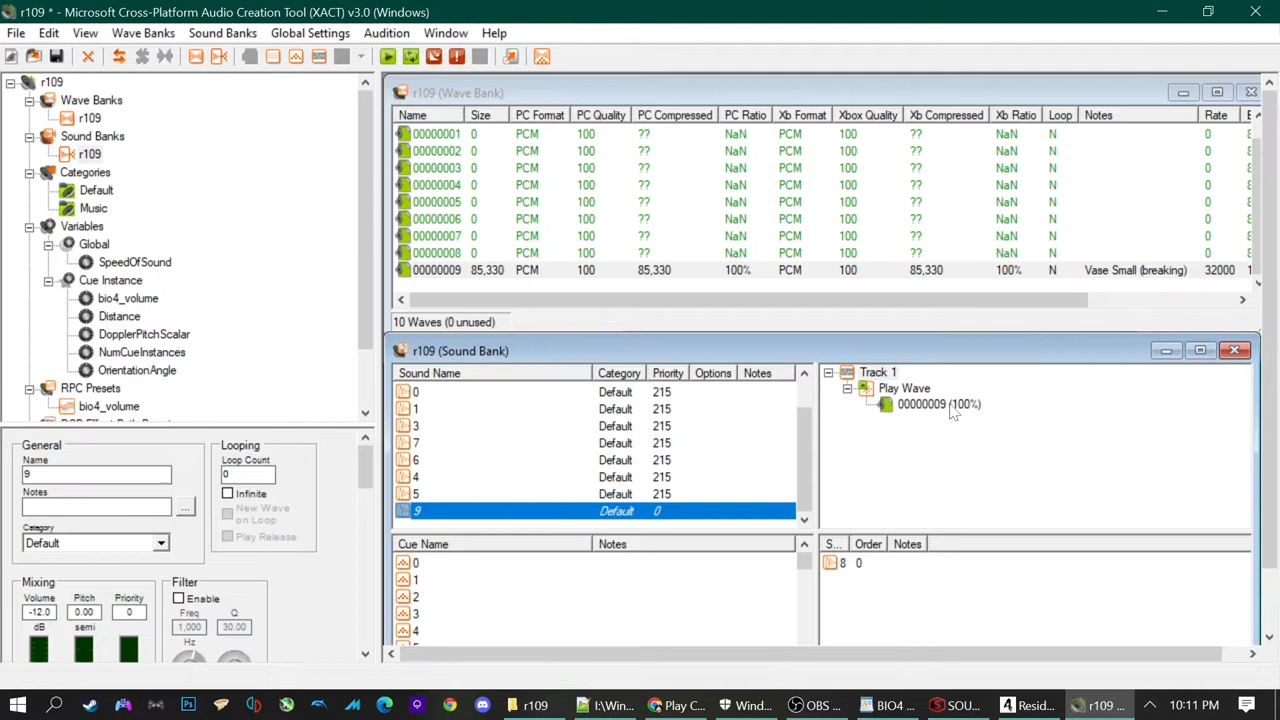 r109 * - Microsoft Cross-Platform Audio Creation Tool (XACT) v3.0 (Windows)
File Edit View Wave Banks Sound Banks Global Settings Audition Window Help
r109
Wave Banks
r109
Sound Banks
r109
Categories
Default
Music
Variables
Global
SpeedOfSound
Cue Instance
bio4_volume
Distance
DopplerPitchScalar
NumCueInstances
OrientationAngle
RPC Presets
bio4_volume
r109 (Wave Bank)
Name Size PC Format PC Quality PC Compressed PC Ratio Xb Format Xbox Quality Xb Compressed Xb Ratio Loop Notes Rate
00000001 0 PCM 100 ?? NaN PCM 100 ?? NaN N 0
00000002 0 PCM 100 ?? NaN PCM 100 ?? NaN N 0
00000003 0 PCM 100 ?? NaN PCM 100 ?? NaN N 0
00000004 0 PCM 100 ?? NaN PCM 100 ?? NaN N 0
00000005 0 PCM 100 ?? NaN PCM 100 ?? NaN N 0
00000006 0 PCM 100 ?? NaN PCM 100 ?? NaN N 0
00000007 0 PCM 100 ?? NaN PCM 100 ?? NaN N 0
00000008 0 PCM 100 ?? NaN PCM 100 ?? NaN N 0
00000009 85,330 PCM 100 85,330 100% PCM 100 85,330 100% N Vase Small (breaking) 32000
10 Waves (0 unused)
r109 (Sound Bank)
Sound Name Category Priority Options Notes
0 Default 215
1 Default 215
3 Default 215
7 Default 215
6 Default 215
4 Default 215
5 Default 215
9 Default 0
Track 1
Play Wave
00000009 (100%)
Cue Name Notes
0
1
2
3
4
S... Order Notes
8 0
General
Name
9
Notes
...
Category
Default
Looping
Loop Count
0
Infinite
New Wave
on Loop
Play Release
Mixing
Volume Pitch Priority
-12.0 0.00 0
dB semi
Filter
Enable
Freq Q
1,000 30.00
Hz
r109 I:\Win... Play C... Wind... OBS ... BIO4 ... SOU... Resid... r109 ... 10:11 PM